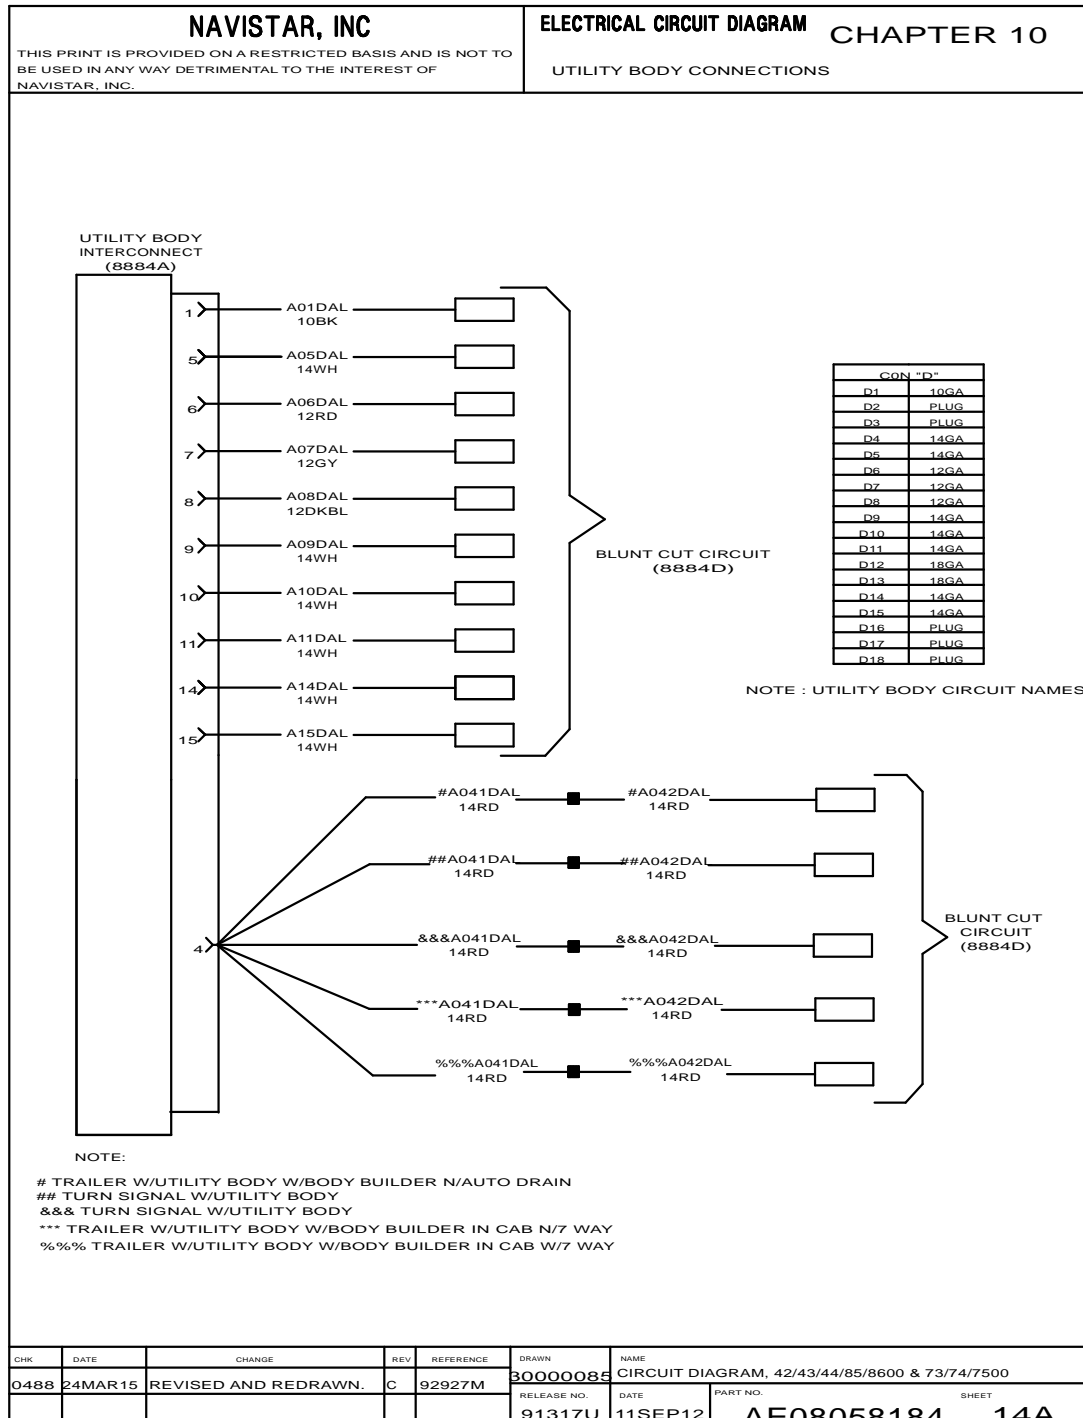 NAVISTAR, INC
THIS PRINT IS PROVIDED ON A RESTRICTED BASIS AND IS NOT TO
BE USED IN ANY WAY DETRIMENTAL TO THE INTEREST OF
NAVISTAR, INC.
ELECTRICAL CIRCUIT DIAGRAM
CHAPTER 10
UTILITY BODY CONNECTIONS
UTILITY BODY
INTERCONNECT
(8884A)
1 A01DAL
10BK
5 A05DAL
14WH
6 A06DAL
12RD
7 A07DAL
12GY
8 A08DAL
12DKBL
9 A09DAL
14WH
10 A10DAL
14WH
11 A11DAL
14WH
14 A14DAL
14WH
15 A15DAL
14WH
BLUNT CUT CIRCUIT
(8884D)
C0N "D"
D1 10GA
D2 PLUG
D3 PLUG
D4 14GA
D5 14GA
D6 12GA
D7 12GA
D8 12GA
D9 14GA
D10 14GA
D11 14GA
D12 18GA
D13 18GA
D14 14GA
D15 14GA
D16 PLUG
D17 PLUG
D18 PLUG
NOTE : UTILITY BODY CIRCUIT NAMES
4
#A041DAL #A042DAL
14RD 14RD
##A041DAL ##A042DAL
14RD 14RD
&&&A041DAL &&&A042DAL
14RD 14RD
***A041DAL ***A042DAL
14RD 14RD
%%%A041DAL %%%A042DAL
14RD 14RD
BLUNT CUT
CIRCUIT
(8884D)
NOTE:
# TRAILER W/UTILITY BODY W/BODY BUILDER N/AUTO DRAIN
## TURN SIGNAL W/UTILITY BODY
&&& TURN SIGNAL W/UTILITY BODY
*** TRAILER W/UTILITY BODY W/BODY BUILDER IN CAB N/7 WAY
%%% TRAILER W/UTILITY BODY W/BODY BUILDER IN CAB W/7 WAY
CHK DATE CHANGE REV REFERENCE
0488 24MAR15 REVISED AND REDRAWN. C 92927M
DRAWN
30000085
NAME
CIRCUIT DIAGRAM, 42/43/44/85/8600 & 73/74/7500
RELEASE NO. DATE PART NO. SHEET
91317U 11SEP12 AE08058184 14A